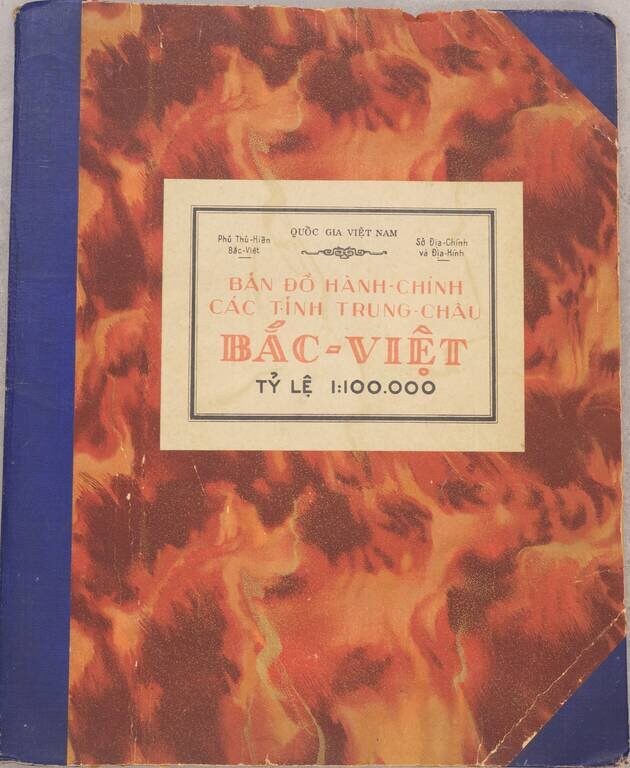 QUỐC GIA VIỆT NAM
Phủ Thủ-Hiến
Bắc-Việt
Sở Địa-Chính
và Địa-Hình
BẢN ĐỒ HÀNH-CHÍNH
CÁC TỈNH TRUNG-CHÂU
BẮC-VIỆT
TỶ LỆ 1:100.000